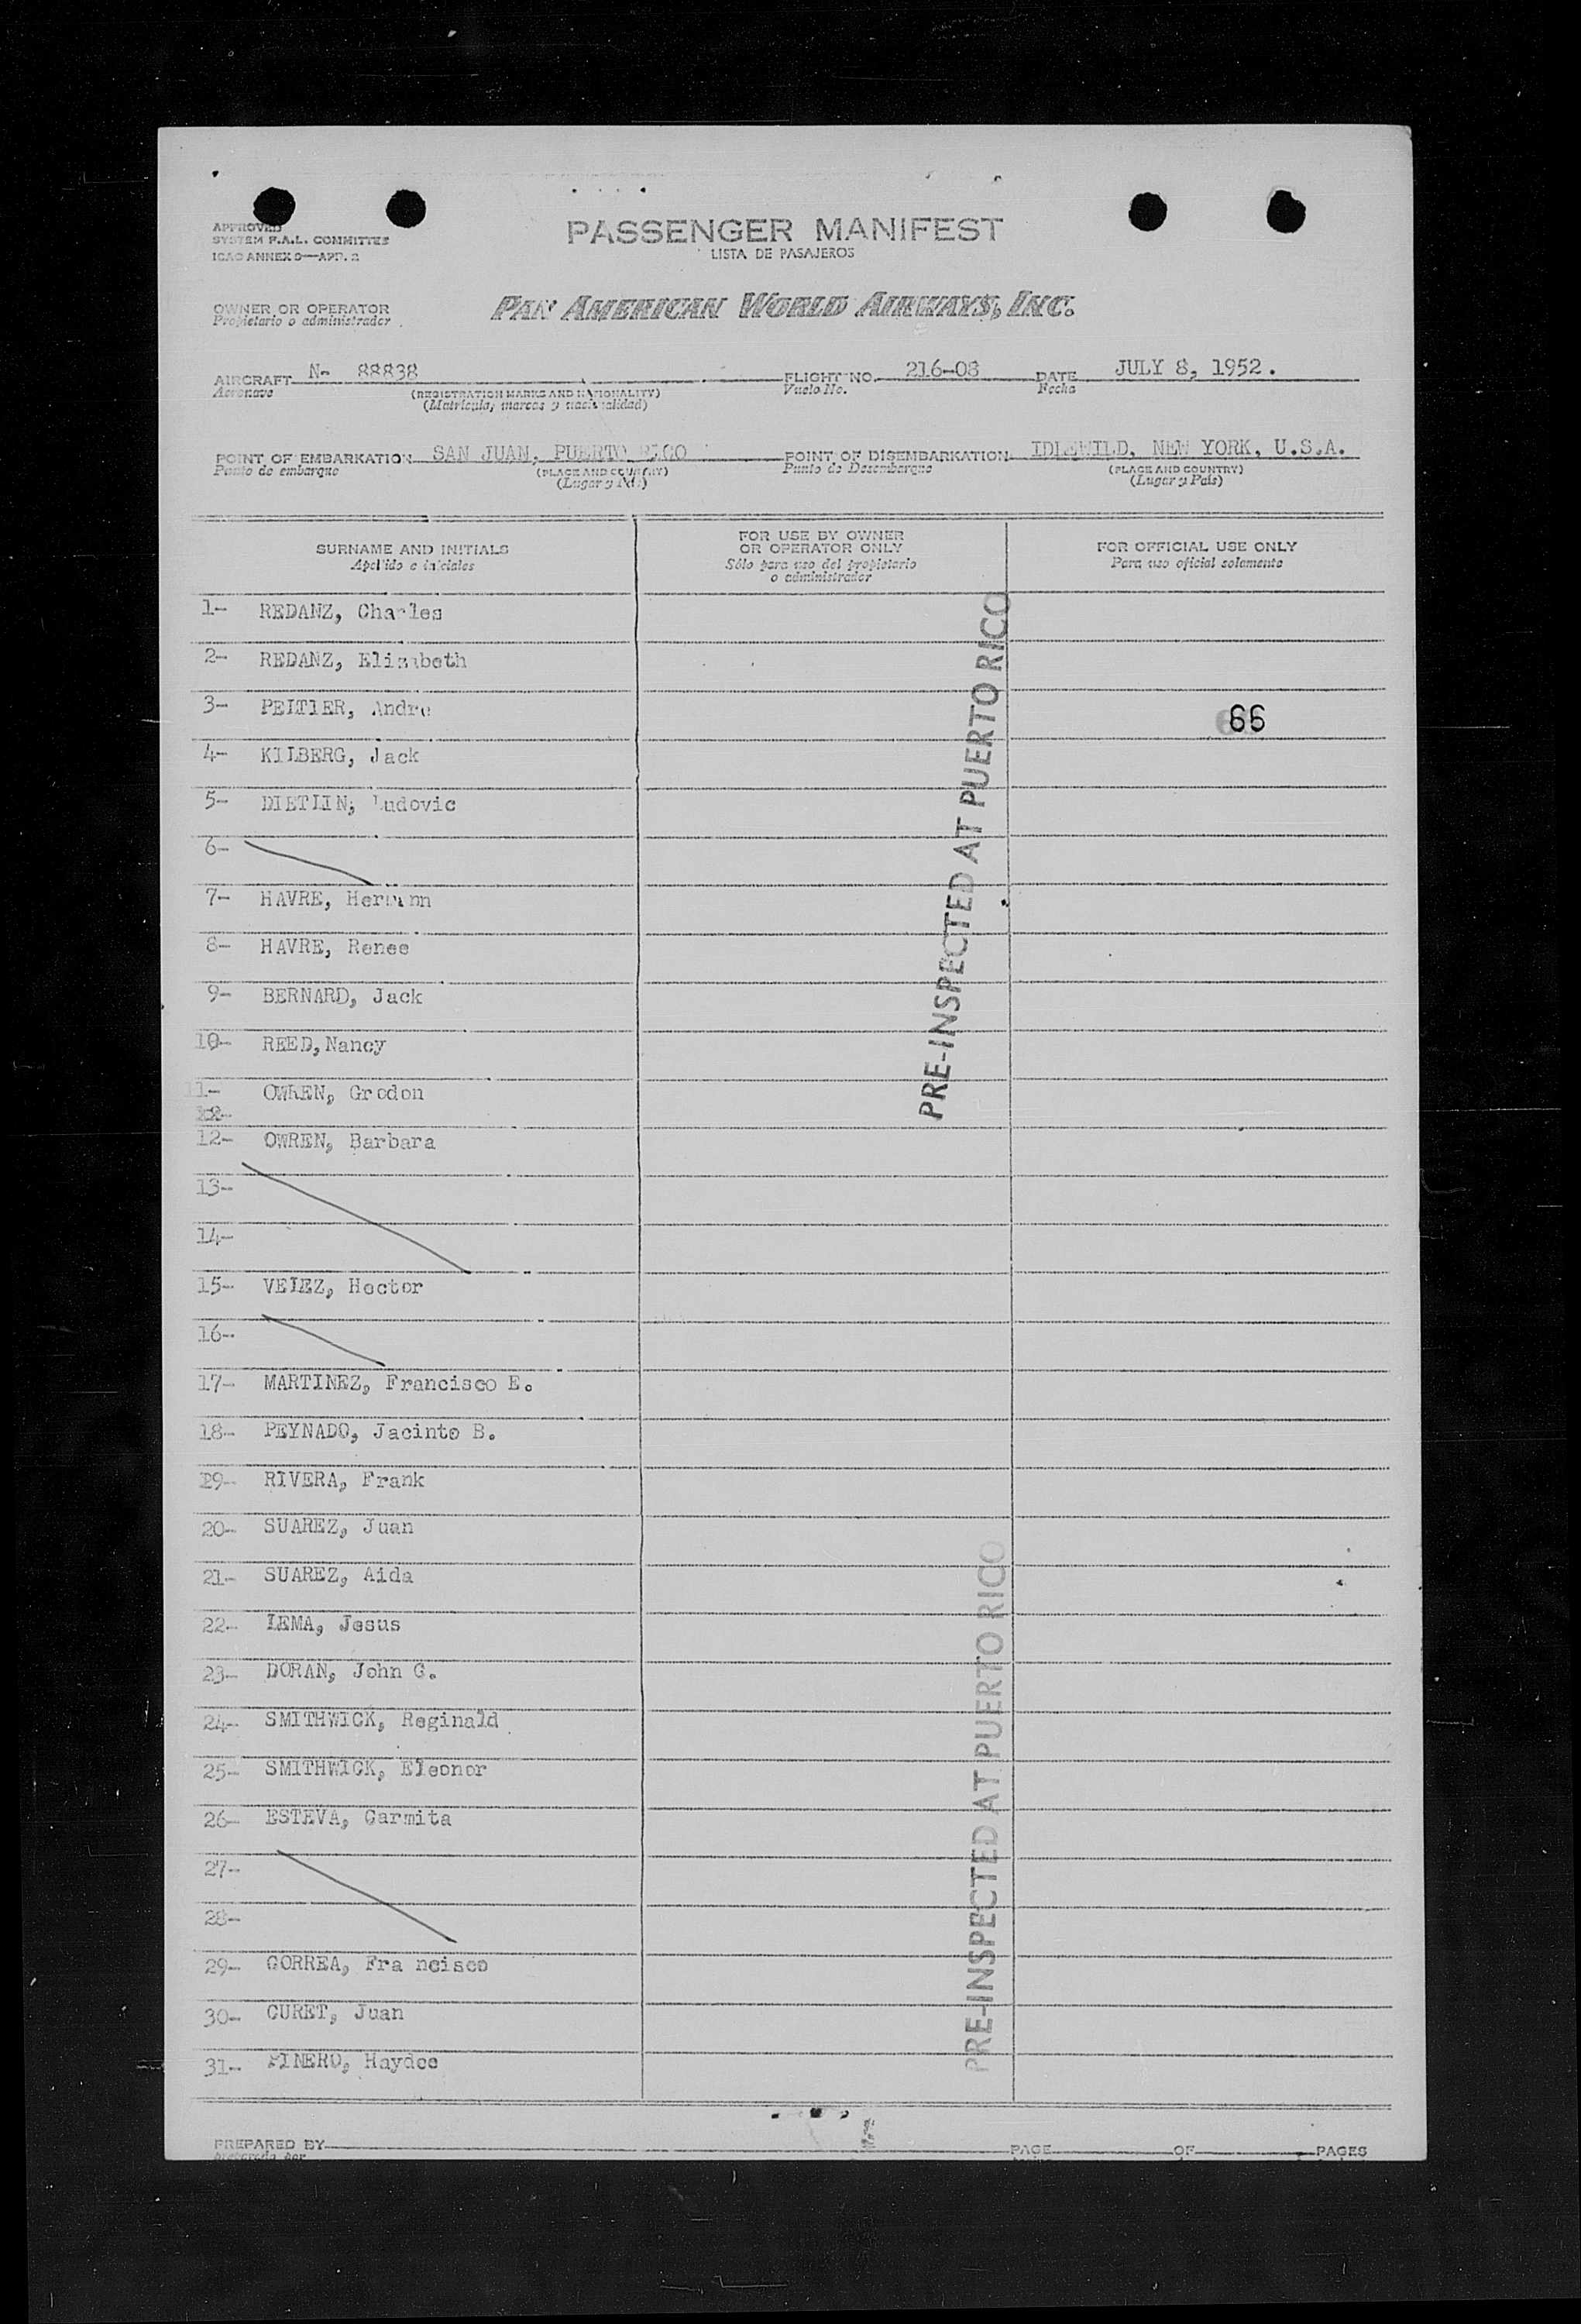 APPROVED
SYSTEM F.A.L. COMMITTEE
ICAO ANNEX 9—APP. 2
PASSENGER MANIFEST
LISTA DE PASAJEROS
OWNER OR OPERATOR
Propietario o administrador
PAN AMERICAN WORLD AIRWAYS, INC.
AIRCRAFT N- 88838 FLIGHT NO. 216-08 DATE JULY 8, 1952.
Aeronave (REGISTRATION MARKS AND NATIONALITY) Vuelo No. Fecha
(Matrícula, marcas y nacionalidad)
POINT OF EMBARKATION SAN JUAN, PUERTO RICO POINT OF DISEMBARKATION IDLEWILD, NEW YORK, U.S.A.
Punto de embarque (PLACE AND COUNTRY) Punto de Desembarque (PLACE AND COUNTRY)
(Lugar y País) (Lugar y País)
SURNAME AND INITIALS FOR USE BY OWNER OR OPERATOR ONLY FOR OFFICIAL USE ONLY
Apellido e iniciales Sólo para uso del propietario o administrador Para uso oficial solamente
1- REDANZ, Charles
2- REDANZ, Elizabeth
3- PEITIER, Andre
66
4- KILBERG, Jack
5- DIETLIN, Ludovic
6-
7- HAVRE, Hermann
8- HAVRE, Renee
9- BERNARD, Jack
10- REED, Nancy
11- OWREN, Grodon
12- OWREN, Barbara
13-
14-
15- VELEZ, Hector
16-
17- MARTINEZ, Francisco E.
18- PEYNADO, Jacinto B.
19- RIVERA, Frank
20- SUAREZ, Juan
21- SUAREZ, Aida
22- LEMA, Jesus
23- DORAN, John G.
24- SMITHWICK, Reginald
25- SMITHWICK, Eleonor
26- ESTEVA, Carmita
27-
28-
29- CORREA, Fra ncisco
30- CURET, Juan
31- PINERO, Haydee
PRE-INSPECTED AT PUERTO RICO
PRE-INSPECTED AT PUERTO RICO
PREPARED BY PAGE OF PAGES